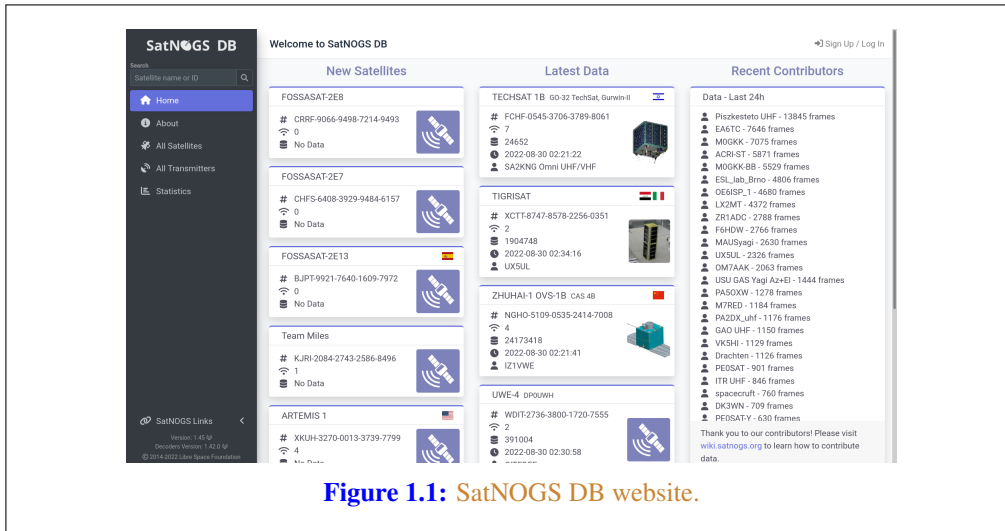 SatNOGS DB
Search
Satellite name or ID
Home
About
All Satellites
All Transmitters
Statistics
SatNOGS Links
Version: 1.45
Decoders Version: 1.42.0
© 2014-2022 Libre Space Foundation
Welcome to SatNOGS DB
Sign Up / Log In
New Satellites
FOSSASAT-2E8
# CRRF-9066-9498-7214-9493
0
No Data
FOSSASAT-2E7
# CHFS-6408-3929-9484-6157
0
No Data
FOSSASAT-2E13
# BJPT-9921-7640-1609-7972
0
No Data
Team Miles
# KJRI-2084-2743-2586-8496
1
No Data
ARTEMIS 1
# XKUH-3270-0013-3739-7799
4
No Data
Latest Data
TECHSAT 1B GO-32 TechSat, Gurwin-II
# FCHF-0545-3706-3789-8061
7
24652
2022-08-30 02:21:22
SA2KNG Omni UHF/VHF
TIGRISAT
# XCTT-8747-8578-2256-0351
2
1904748
2022-08-30 02:34:16
UX5UL
ZHUHAI-1 OVS-1B CAS 4B
# NGHO-5109-0535-2414-7008
4
24173418
2022-08-30 02:21:41
IZ1VWE
UWE-4 DP0UWH
# WDIT-2736-3800-1720-7555
2
391004
2022-08-30 02:30:58
Recent Contributors
Data - Last 24h
Piszkesteto UHF - 13845 frames
EA6TC - 7646 frames
M0GKK - 7075 frames
ACRI-ST - 5871 frames
M0GKK-BB - 5529 frames
ESL_lab_Brno - 4806 frames
OE6ISP_1 - 4680 frames
LX2MT - 4372 frames
ZR1ADC - 2788 frames
F6HDW - 2766 frames
MAUSyagi - 2630 frames
UX5UL - 2326 frames
OM7AAK - 2063 frames
USU GAS Yagi Az+El - 1444 frames
PA5OXW - 1278 frames
M7RED - 1184 frames
PA2DX_uhf - 1176 frames
GAO UHF - 1150 frames
VK5HI - 1129 frames
Drachten - 1126 frames
PE0SAT - 901 frames
ITR UHF - 846 frames
spacecruft - 760 frames
DK3WN - 709 frames
PE0SAT-Y - 630 frames
Thank you to our contributors! Please visit
wiki.satnogs.org to learn how to contribute
data.
Figure 1.1: SatNOGS DB website.